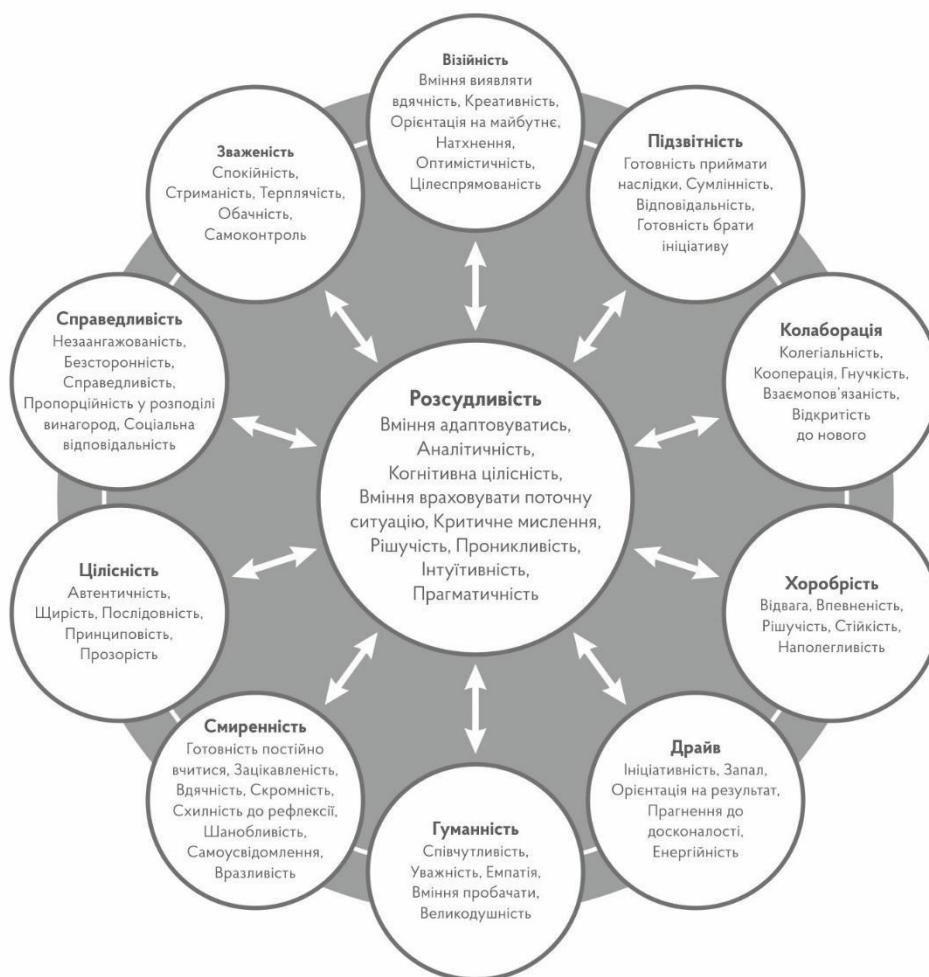 Візійність
Вміння виявляти
вдячність, Креативність,
Орієнтація на майбутнє,
Натхнення,
Оптимістичність,
Цілеспрямованість
Підзвітність
Готовність приймати
наслідки, Сумлінність,
Відповідальність,
Готовність брати
ініціативу
Колаборація
Колегіальність,
Кооперація, Гнучкість,
Взаємопов’язаність,
Відкритість
до нового
Хоробрість
Відвага, Впевненість,
Рішучість, Стійкість,
Наполегливість
Драйв
Ініціативність, Запал,
Орієнтація на результат,
Прагнення до
досконалості,
Енергійність
Гуманність
Співчутливість,
Уважність, Емпатія,
Вміння пробачати,
Великодушність
Смиренність
Готовність постійно
вчитися, Зацікавленість,
Вдячність, Скромність,
Схилність до рефлексії,
Шанобливість,
Самоусвідомлення,
Вразливість
Цілісність
Автентичність,
Щирість, Послідовність,
Принциповість,
Прозорість
Справедливість
Незаангажованість,
Безсторонність,
Справедливість,
Пропорційність у розподілі
винагород, Соціальна
відповідальність
Зваженість
Спокійність,
Стриманість, Терплячість,
Обачність,
Самоконтроль
Розсудливість
Вміння адаптовуватись,
Аналітичність,
Когнітивна цілісність,
Вміння враховувати поточну
ситуацію, Критичне мислення,
Рішучість, Проникливість,
Інтуїтивність,
Прагматичність